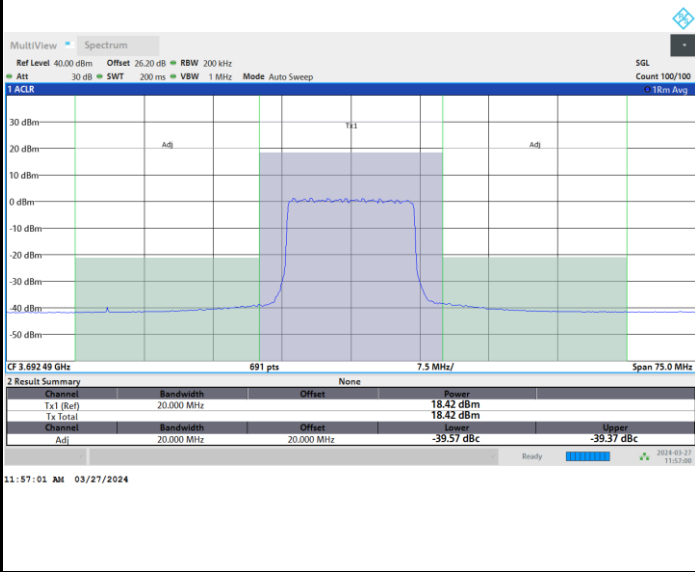 MultiView Spectrum
Ref Level 40.00 dBm Offset 26.20 dB RBW 200 kHz SGL
Att 30 dB SWT 200 ms VBW 1 MHz Mode Auto Sweep Count 100/100
1 ACLR 1Rm Avg
30 dBm
Tx1
20 dBm Adj Adj
10 dBm
0 dBm
-10 dBm
-20 dBm
-30 dBm
-40 dBm
-50 dBm
CF 3.692 49 GHz 691 pts 7.5 MHz/ Span 75.0 MHz
2 Result Summary None
Channel Bandwidth Offset Power
Tx1 (Ref) 20.000 MHz 18.42 dBm
Tx Total 18.42 dBm
Channel Bandwidth Offset Lower Upper
Adj 20.000 MHz 20.000 MHz -39.57 dBc -39.37 dBc
Ready 2024-03-27
11:57:00
11:57:01 AM 03/27/2024